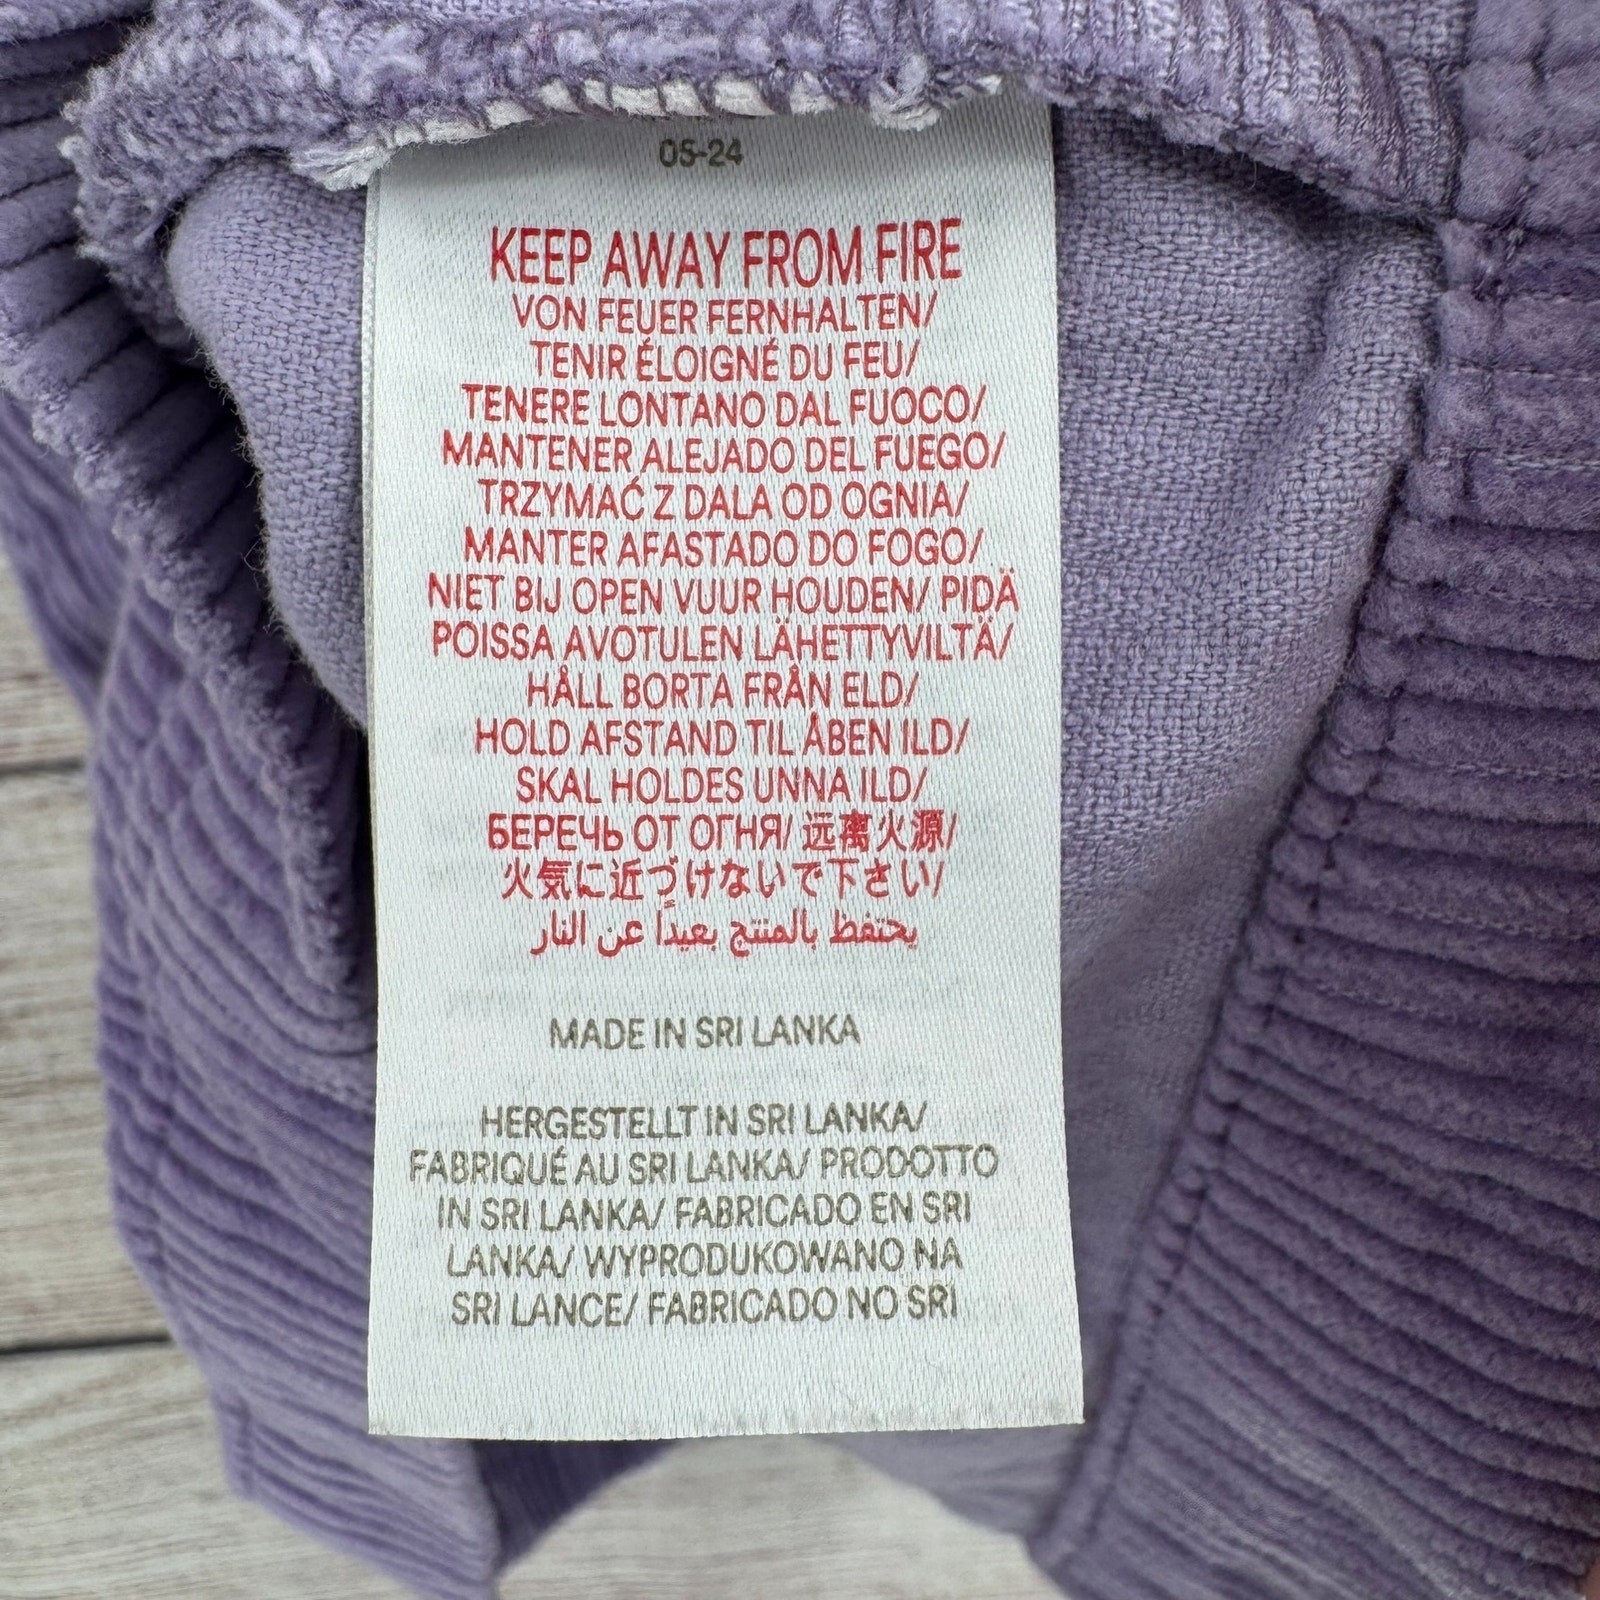 05-24
KEEP AWAY FROM FIRE
VON FEUER FERNHALTEN/
TENIR ÉLOIGNÉ DU FEU/
TENERE LONTANO DAL FUOCO/
MANTENER ALEJADO DEL FUEGO/
TRZYMAĆ Z DALA OD OGNIA/
MANTER AFASTADO DO FOGO/
NIET BIJ OPEN VUUR HOUDEN/ PIDÄ
POISSA AVOTULEN LÄHETTYVILTÄ/
HÅLL BORTA FRÅN ELD/
HOLD AFSTAND TIL ÅBEN ILD/
SKAL HOLDES UNNA ILD/
БЕРЕЧЬ ОТ ОГНЯ/ 远离火源/
火気に近づけないで下さい/
يحتفظ بالمنتج بعيداً عن النار
MADE IN SRI LANKA
HERGESTELLT IN SRI LANKA/
FABRIQUÉ AU SRI LANKA/ PRODOTTO
IN SRI LANKA/ FABRICADO EN SRI
LANKA/ WYPRODUKOWANO NA
SRI LANCE/ FABRICADO NO SRI